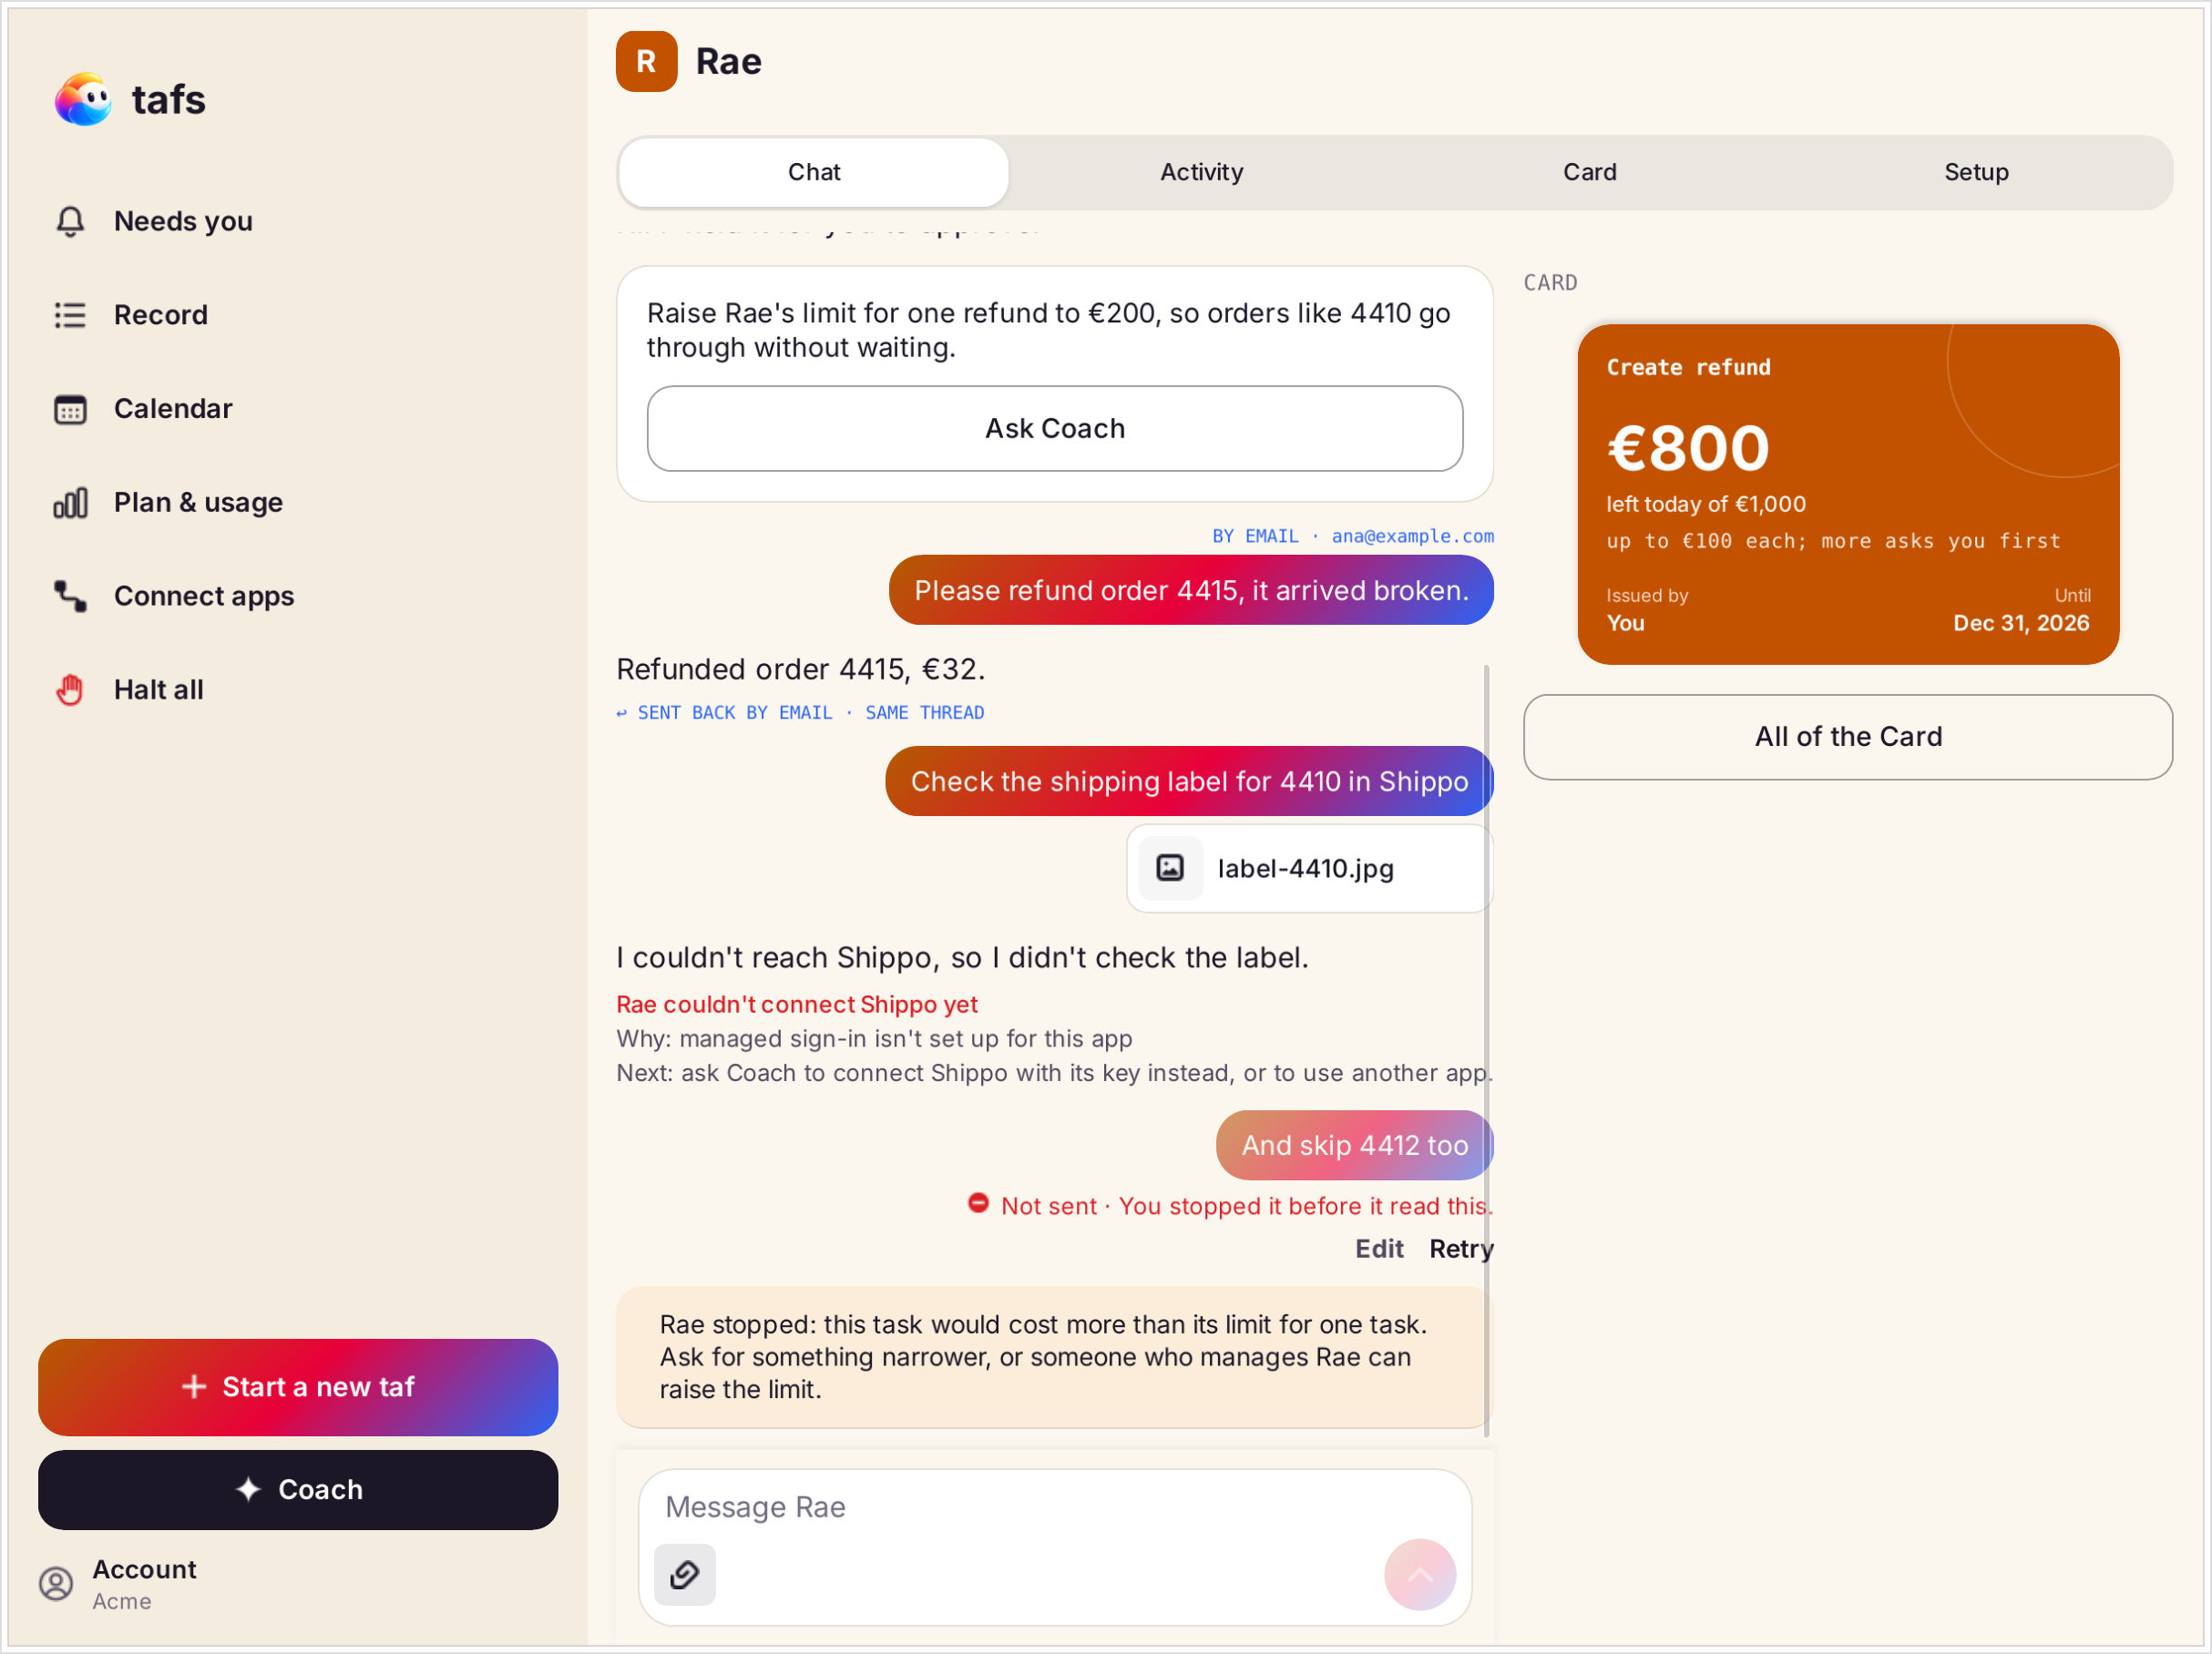 tafs
Needs you
Record
Calendar
Plan & usage
Connect apps
Halt all
+ Start a new taf
Coach
Account
Acme
R Rae
Chat Activity Card Setup
Raise Rae's limit for one refund to €200, so orders like 4410 go
through without waiting.
Ask Coach
BY EMAIL · ana@example.com
Please refund order 4415, it arrived broken.
Refunded order 4415, €32.
↩ SENT BACK BY EMAIL · SAME THREAD
Check the shipping label for 4410 in Shippo
label-4410.jpg
I couldn't reach Shippo, so I didn't check the label.
Rae couldn't connect Shippo yet
Why: managed sign-in isn't set up for this app
Next: ask Coach to connect Shippo with its key instead, or to use another app.
And skip 4412 too
Not sent · You stopped it before it read this.
Edit Retry
Rae stopped: this task would cost more than its limit for one task.
Ask for something narrower, or someone who manages Rae can
raise the limit.
Message Rae
CARD
Create refund
€800
left today of €1,000
up to €100 each; more asks you first
Issued by Until
You Dec 31, 2026
All of the Card